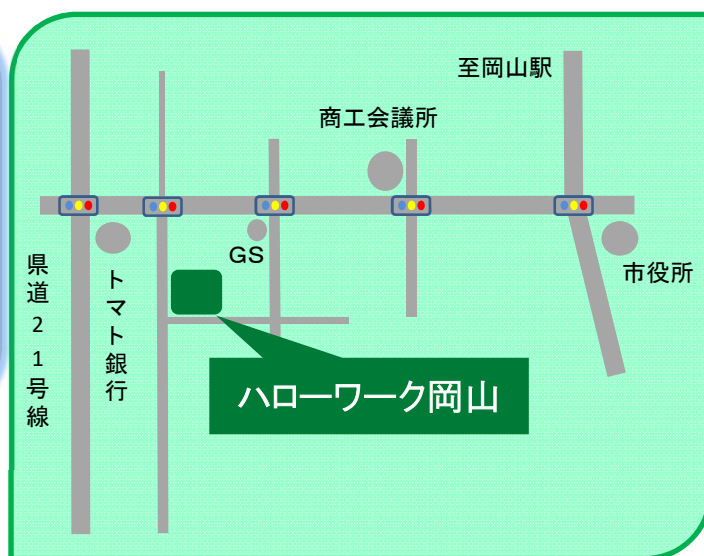 至岡山駅
商工会議所
GS
市役所
県道21号線
トマト銀行
ハローワーク岡山